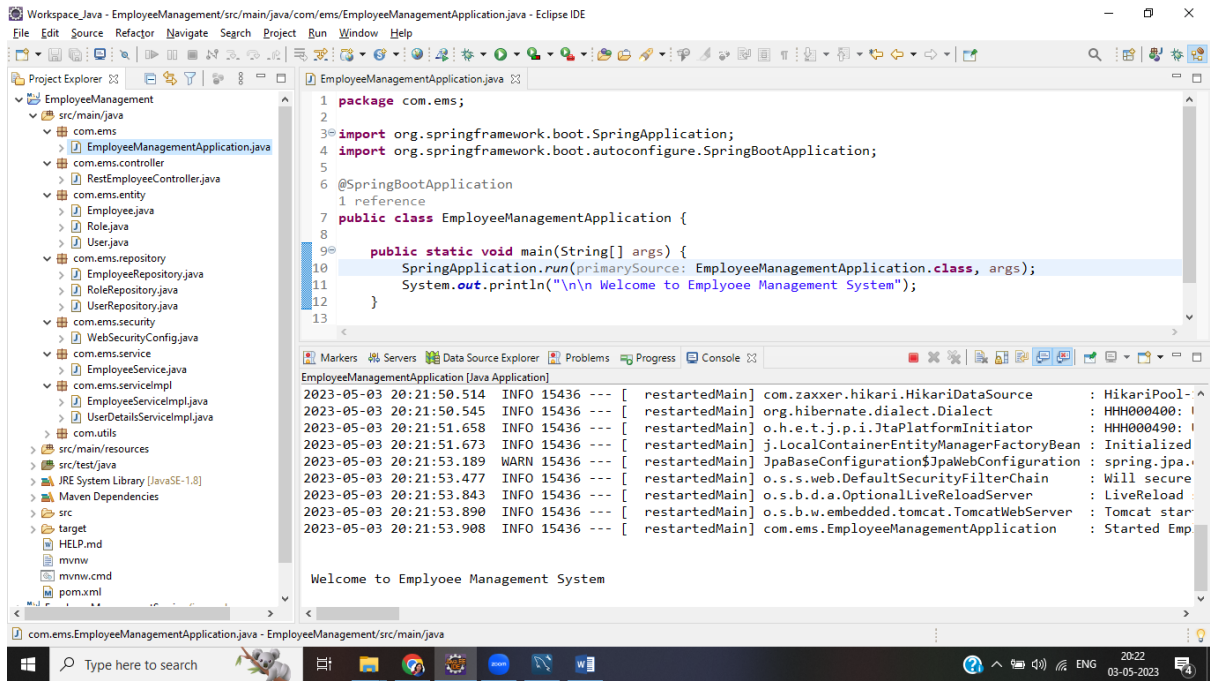 Workspace_Java - EmployeeManagement/src/main/java/com/ems/EmployeeManagementApplication.java - Eclipse IDE
File Edit Source Refactor Navigate Search Project Run Window Help
Project Explorer
EmployeeManagement
src/main/java
com.ems
EmployeeManagementApplication.java
com.ems.controller
RestEmployeeController.java
com.ems.entity
Employee.java
Role.java
User.java
com.ems.repository
EmployeeRepository.java
RoleRepository.java
UserRepository.java
com.ems.security
WebSecurityConfig.java
com.ems.service
EmployeeService.java
com.ems.serviceImpl
EmployeeServiceImpl.java
UserDetailsServiceImpl.java
com.utils
src/main/resources
src/test/java
JRE System Library [JavaSE-1.8]
Maven Dependencies
src
target
HELP.md
mvnw
mvnw.cmd
pom.xml
EmployeeManagementApplication.java
1 package com.ems;
2
3 import org.springframework.boot.SpringApplication;
4 import org.springframework.boot.autoconfigure.SpringBootApplication;
5
6 @SpringBootApplication
1 reference
7 public class EmployeeManagementApplication {
8
9 public static void main(String[] args) {
10 SpringApplication.run(primarySource: EmployeeManagementApplication.class, args);
11 System.out.println("\n\n Welcome to Emplyoee Management System");
12 }
13
Markers Servers Data Source Explorer Problems Progress Console
EmployeeManagementApplication [Java Application]
2023-05-03 20:21:50.514 INFO 15436 --- [ restartedMain] com.zaxxer.hikari.HikariDataSource : HikariPool-
2023-05-03 20:21:50.545 INFO 15436 --- [ restartedMain] org.hibernate.dialect.Dialect : HHH000400:
2023-05-03 20:21:51.658 INFO 15436 --- [ restartedMain] o.h.e.t.j.p.i.JtaPlatformInitiator : HHH000490:
2023-05-03 20:21:51.673 INFO 15436 --- [ restartedMain] j.LocalContainerEntityManagerFactoryBean : Initialized
2023-05-03 20:21:53.189 WARN 15436 --- [ restartedMain] JpaBaseConfiguration$JpaWebConfiguration : spring.jpa.
2023-05-03 20:21:53.477 INFO 15436 --- [ restartedMain] o.s.s.web.DefaultSecurityFilterChain : Will secure
2023-05-03 20:21:53.843 INFO 15436 --- [ restartedMain] o.s.b.d.a.OptionalLiveReloadServer : LiveReload
2023-05-03 20:21:53.890 INFO 15436 --- [ restartedMain] o.s.b.w.embedded.tomcat.TomcatWebServer : Tomcat star
2023-05-03 20:21:53.908 INFO 15436 --- [ restartedMain] com.ems.EmployeeManagementApplication : Started Emp
Welcome to Emplyoee Management System
com.ems.EmployeeManagementApplication.java - EmployeeManagement/src/main/java
Type here to search
zoom
ENG
20:22
03-05-2023
4